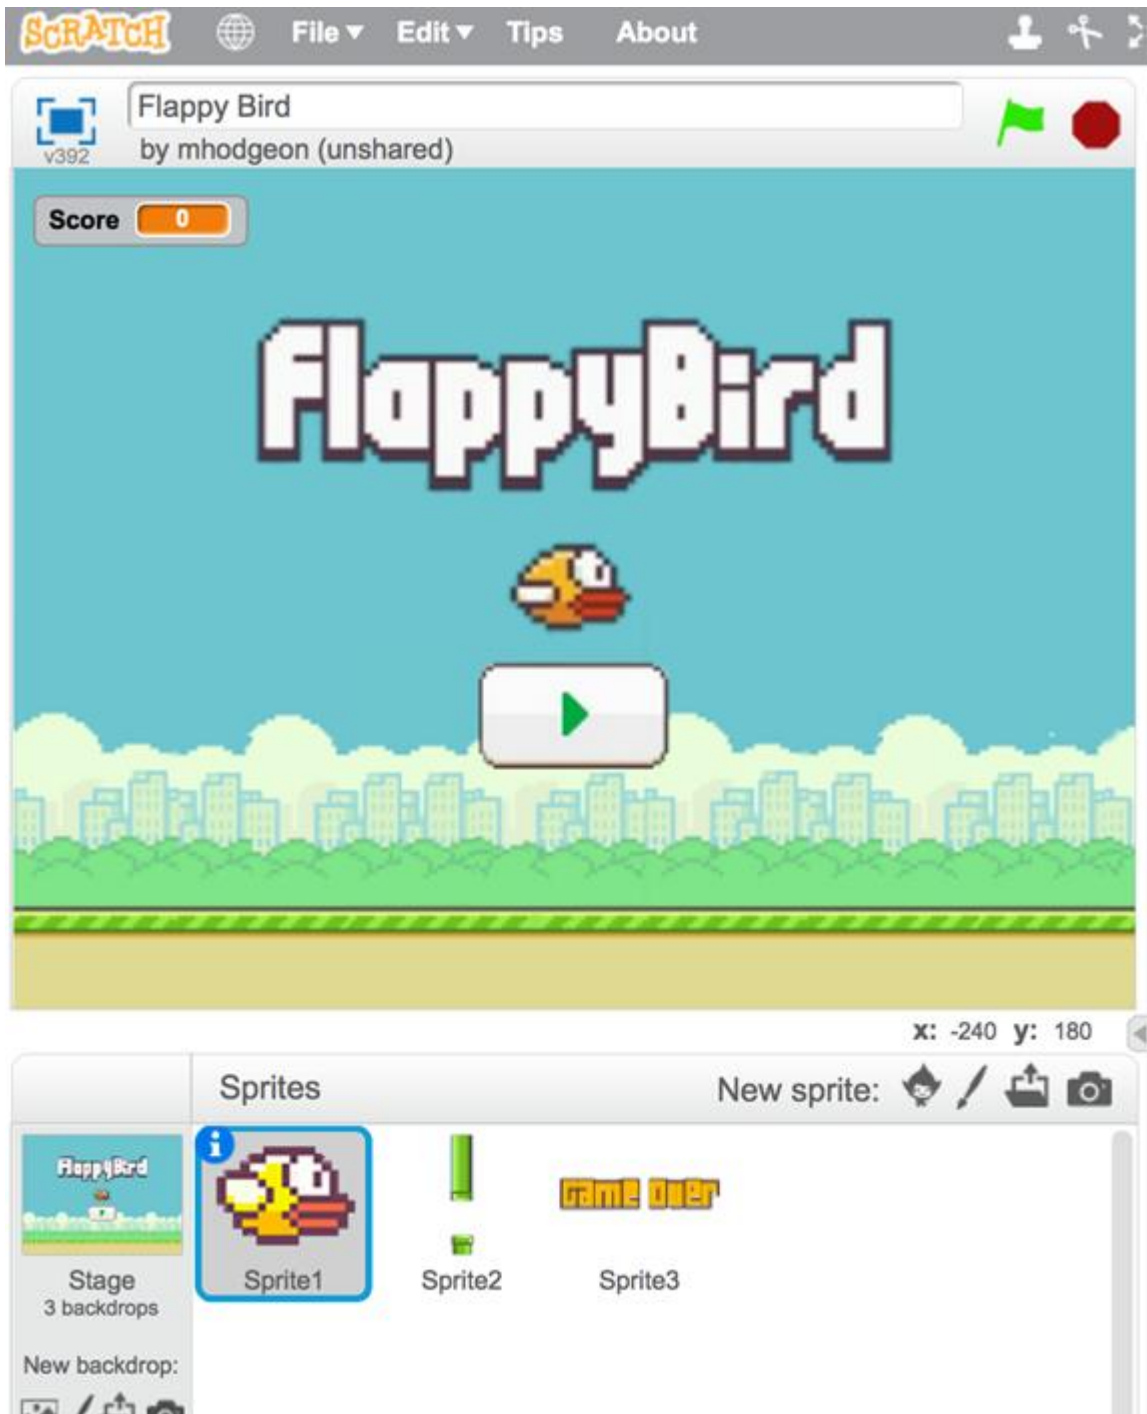 SCRATCH File Edit Tips About
Flappy Bird
v392 by mhodgeon (unshared)
Score 0
FlappyBird
x: -240 y: 180
Sprites New sprite:
FlappyBird
GAME OVER
Stage Sprite1 Sprite2 Sprite3
3 backdrops
New backdrop: